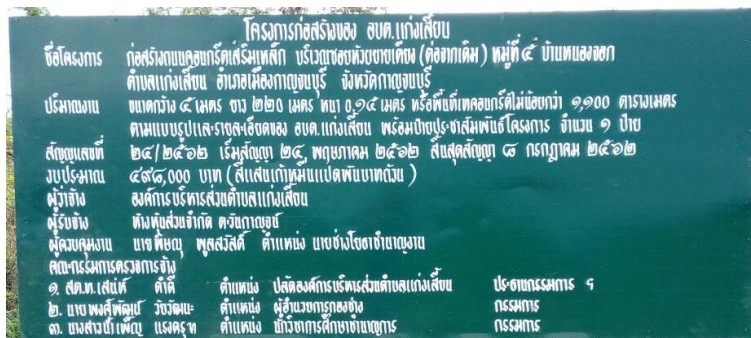 โครงการก่อสร้างของ อบต.แก่งเสี้ยน
ชื่อโครงการ ก่อสร้างถนนคอนกรีตเสริมเหล็ก บริเวณซอยห้วยยายเดียง (ต่อจากเดิม) หมู่ที่ ๕ บ้านหนองจอก
ตำบลแก่งเสี้ยน อำเภอเมืองกาญจนบุรี จังหวัดกาญจนบุรี
ปริมาณงาน ขนาดกว้าง ๕ เมตร ยาว ๒๒๐ เมตร หนา ๐.๑๕ เมตร หรือพื้นที่เทคอนกรีตไม่น้อยกว่า ๑,๑๐๐ ตารางเมตร
ตามแบบรูปและรายละเอียดของ อบต.แก่งเสี้ยน พร้อมป้ายประชาสัมพันธ์โครงการ จำนวน ๑ ป้าย
สัญญาเลขที่ ๒๔/๒๕๖๒ เริ่มสัญญา ๒๔ พฤษภาคม ๒๕๖๒ สิ้นสุดสัญญา ๘ กรกฎาคม ๒๕๖๒
งบประมาณ ๔๙๘,๐๐๐ บาท (สี่แสนเก้าหมื่นแปดพันบาทถ้วน)
ผู้ว่าจ้าง องค์การบริหารส่วนตำบลแก่งเสี้ยน
ผู้รับจ้าง ห้างหุ้นส่วนจำกัด ตะวันกาญจน์
ผู้ควบคุมงาน นายพิษณุ พูลสวัสดิ์ ตำแหน่ง นายช่างโยธาชำนาญงาน
คณะกรรมการตรวจการจ้าง
๑. สต.ท.เสน่ห์ ดำดี ตำแหน่ง ปลัดองค์การบริหารส่วนตำบลแก่งเสี้ยน ประธานกรรมการ ฯ
๒. นายพงศ์พัฒน์ วัยวัฒนะ ตำแหน่ง ผู้อำนวยการกองช่าง กรรมการ
๓. นางสาวน้ำเพ็ญ แรงครุฑ ตำแหน่ง นักวิชาการศึกษาชำนาญการ กรรมการ